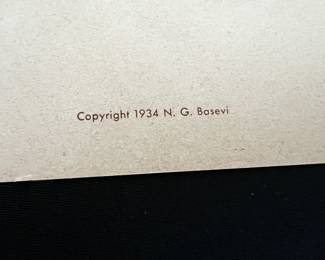 Copyright 1934 N. G. Basevi